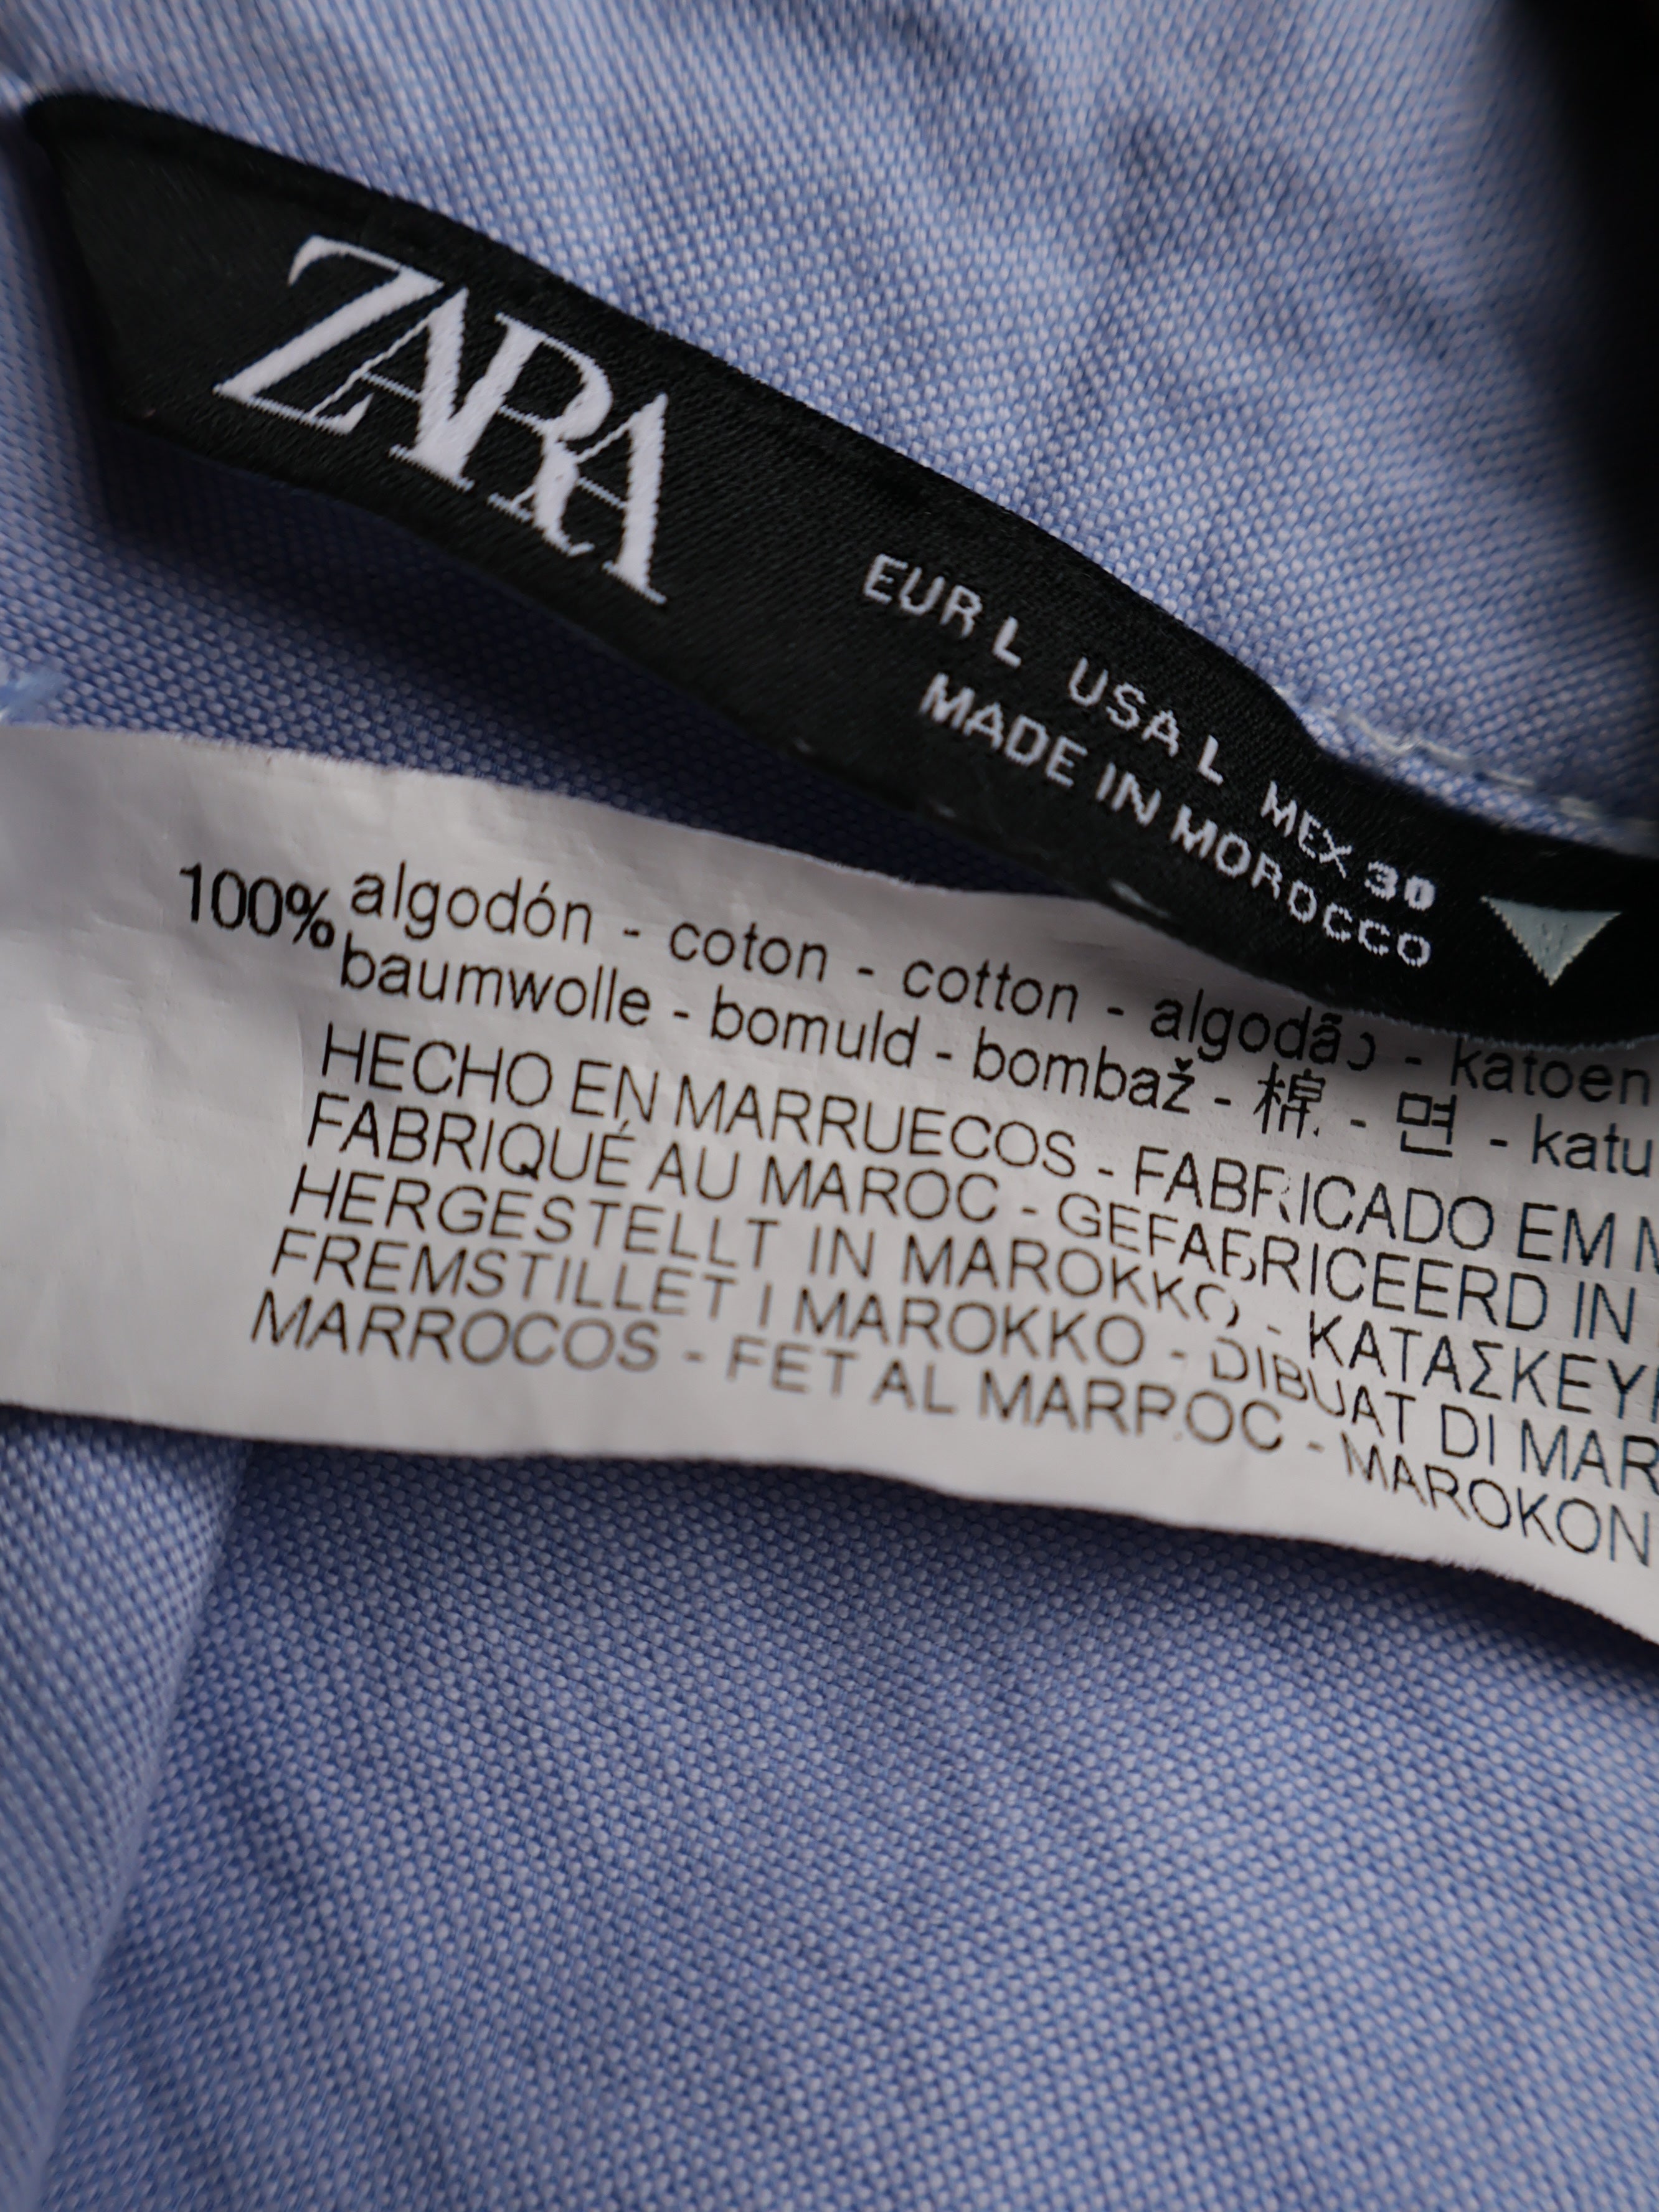 ZARA
EUR L USA L MEX 30
MADE IN MOROCCO
100% algodón - coton - cotton - algodão - katoen
baumwolle - bomuld - bombaž - 棉 - 면 - katu
HECHO EN MARRUECOS - FABRICADO EM M
FABRIQUÉ AU MAROC - GEFABRICEERD IN
HERGESTELLT IN MAROKKO - ΚΑΤΑΣΚΕΥ
FREMSTILLET I MAROKKO - DIBUAT DI MAR
MARROCOS - FET AL MARROC - MAROKON